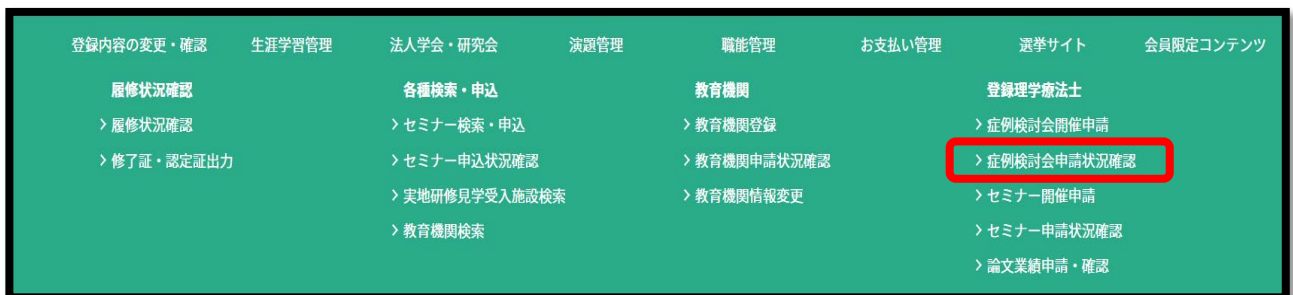 登録内容の変更・確認 生涯学習管理 法人学会・研究会 演題管理 職能管理 お支払い管理 選挙サイト 会員限定コンテンツ
履修状況確認 各種検索・申込 教育機関 登録理学療法士
> 履修状況確認 > セミナー検索・申込 > 教育機関登録 > 症例検討会開催申請
> 修了証・認定証出力 > セミナー申込状況確認 > 教育機関申請状況確認 > 症例検討会申請状況確認
> 実地研修見学受入施設検索 > 教育機関情報変更 > セミナー開催申請
> 教育機関検索 > セミナー申請状況確認
> 論文業績申請・確認